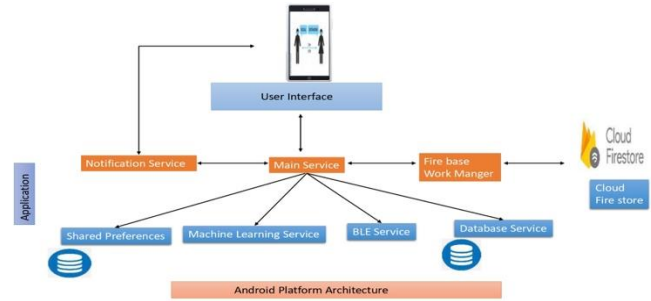 User Interface
Notification Service
Main Service
Fire base
Work Manger
Cloud
Firestore
Cloud
Fire store
Application
Shared Preferences
Machine Learning Service
BLE Service
Database Service
Android Platform Architecture